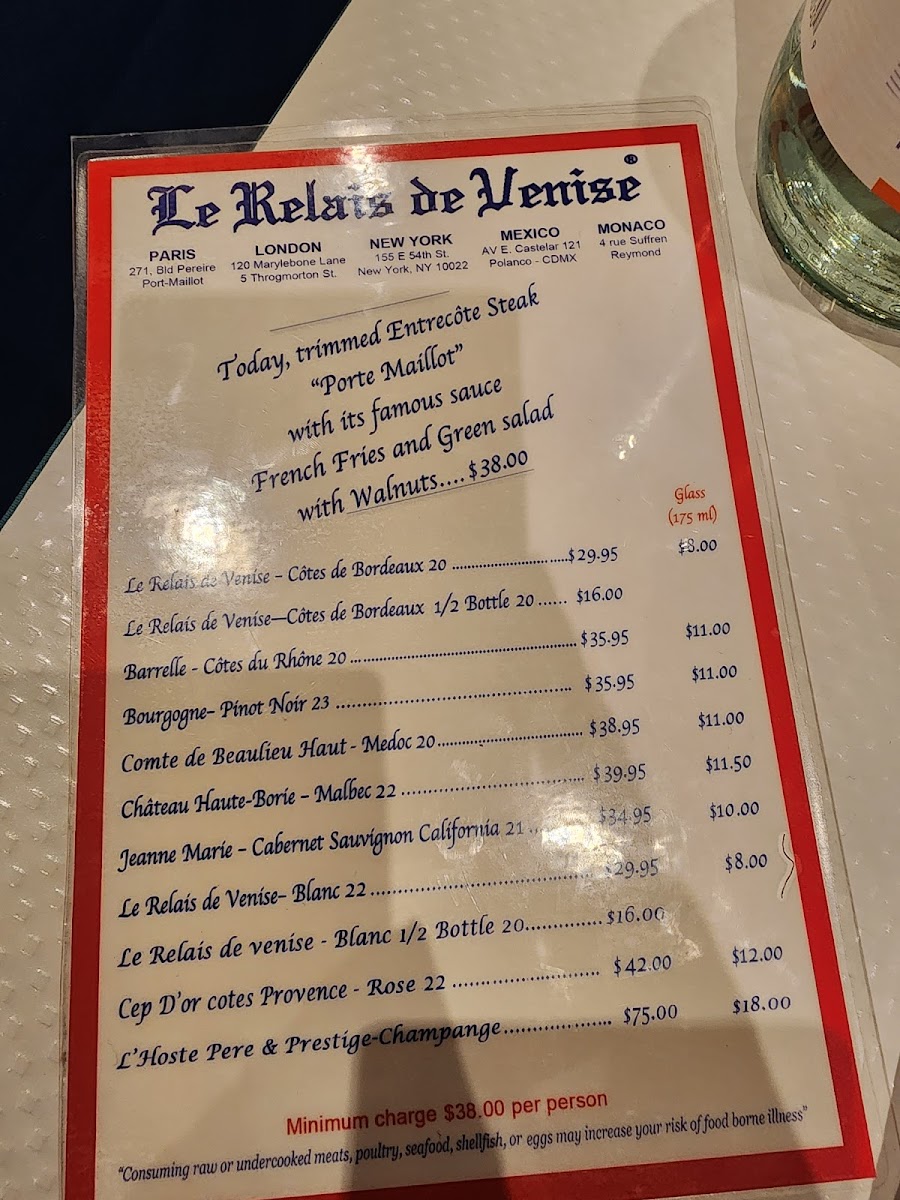 Le Relais de Venise®
PARIS
271, Bld Pereire
Port-Maillot
LONDON
120 Marylebone Lane
5 Throgmorton St.
NEW YORK
155 E 54th St.
New York, NY 10022
MEXICO
AV E. Castelar 121
Polanco - CDMX
MONACO
4 rue Suffren
Reymond
Today, trimmed Entrecôte Steak
"Porte Maillot"
with its famous sauce
French Fries and Green salad
with Walnuts....$38.00
Glass
(175 ml)
Le Relais de Venise – Côtes de Bordeaux 20 ..............................$29.95 $8.00
Le Relais de Venise—Côtes de Bordeaux 1/2 Bottle 20...... $16.00
Barrelle - Côtes du Rhône 20....................................................$35.95 $11.00
Bourgogne– Pinot Noir 23 ........................................ $35.95 $11.00
Comte de Beaulieu Haut - Medoc 20................................ $38.95 $11.00
Château Haute-Borie – Malbec 22 ............................... $39.95 $11.50
Jeanne Marie – Cabernet Sauvignon California 21 .. $34.95 $10.00
Le Relais de Venise– Blanc 22...................................... $29.95 $8.00
Le Relais de venise - Blanc 1/2 Bottle 20............. $16.00
Cep D'or cotes Provence - Rose 22 ........................ $42.00 $12.00
L'Hoste Pere & Prestige-Champange.................. $75.00 $18.00
Minimum charge $38.00 per person
"Consuming raw or undercooked meats, poultry, seafood, shellfish, or eggs may increase your risk of food borne illness"